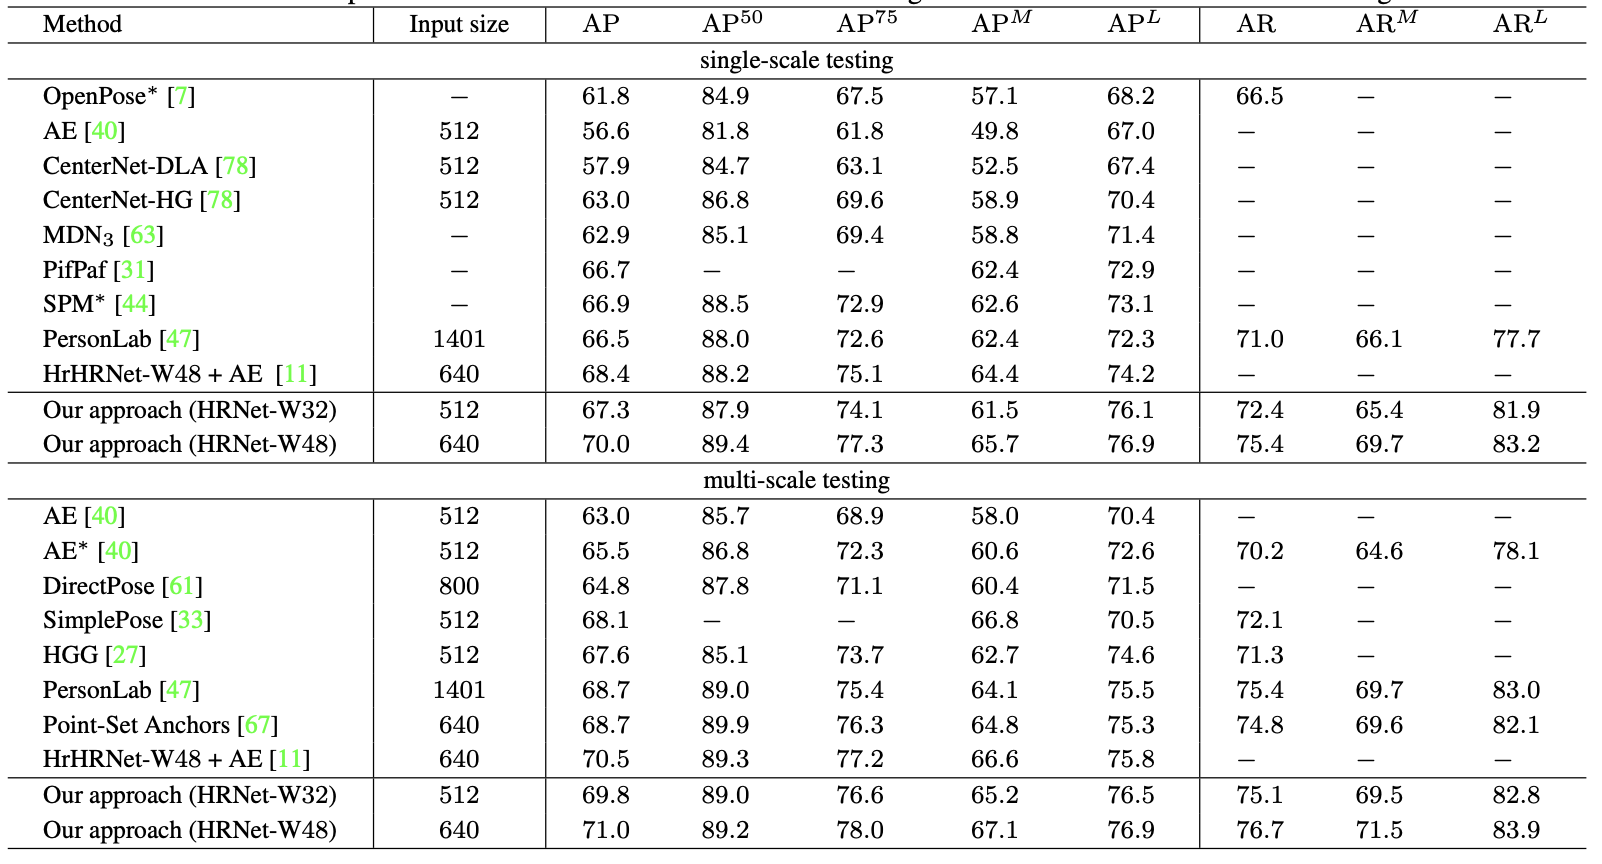 Method Input size AP AP^50 AP^75 AP^M AP^L AR AR^M AR^L
single-scale testing
OpenPose* [7] – 61.8 84.9 67.5 57.1 68.2 66.5 – –
AE [40] 512 56.6 81.8 61.8 49.8 67.0 – – –
CenterNet-DLA [78] 512 57.9 84.7 63.1 52.5 67.4 – – –
CenterNet-HG [78] 512 63.0 86.8 69.6 58.9 70.4 – – –
MDN₃ [63] – 62.9 85.1 69.4 58.8 71.4 – – –
PifPaf [31] – 66.7 – – 62.4 72.9 – – –
SPM* [44] – 66.9 88.5 72.9 62.6 73.1 – – –
PersonLab [47] 1401 66.5 88.0 72.6 62.4 72.3 71.0 66.1 77.7
HrHRNet-W48 + AE [11] 640 68.4 88.2 75.1 64.4 74.2 – – –
Our approach (HRNet-W32) 512 67.3 87.9 74.1 61.5 76.1 72.4 65.4 81.9
Our approach (HRNet-W48) 640 70.0 89.4 77.3 65.7 76.9 75.4 69.7 83.2
multi-scale testing
AE [40] 512 63.0 85.7 68.9 58.0 70.4 – – –
AE* [40] 512 65.5 86.8 72.3 60.6 72.6 70.2 64.6 78.1
DirectPose [61] 800 64.8 87.8 71.1 60.4 71.5 – – –
SimplePose [33] 512 68.1 – – 66.8 70.5 72.1 – –
HGG [27] 512 67.6 85.1 73.7 62.7 74.6 71.3 – –
PersonLab [47] 1401 68.7 89.0 75.4 64.1 75.5 75.4 69.7 83.0
Point-Set Anchors [67] 640 68.7 89.9 76.3 64.8 75.3 74.8 69.6 82.1
HrHRNet-W48 + AE [11] 640 70.5 89.3 77.2 66.6 75.8 – – –
Our approach (HRNet-W32) 512 69.8 89.0 76.6 65.2 76.5 75.1 69.5 82.8
Our approach (HRNet-W48) 640 71.0 89.2 78.0 67.1 76.9 76.7 71.5 83.9